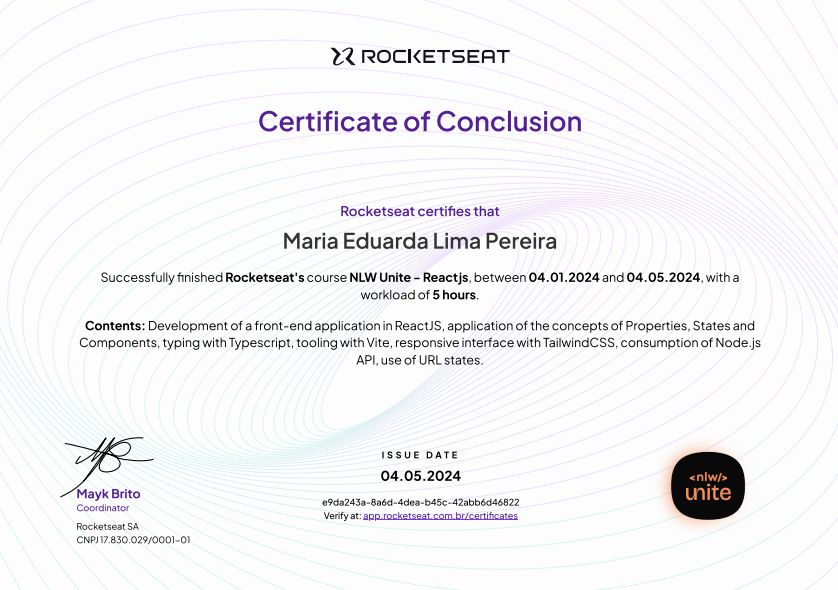 ROCKETSEAT
Certificate of Conclusion
Rocketseat certifies that
Maria Eduarda Lima Pereira
Successfully finished Rocketseat's course NLW Unite - Reactjs, between 04.01.2024 and 04.05.2024, with a
workload of 5 hours.
Contents: Development of a front-end application in ReactJS, application of the concepts of Properties, States and
Components, typing with Typescript, tooling with Vite, responsive interface with TailwindCSS, consumption of Node.js
API, use of URL states.
Mayk Brito
Coordinator
Rocketseat SA
CNPJ 17.830.029/0001-01
ISSUE DATE
04.05.2024
e9da243a-8a6d-4dea-b45c-42abb6d46822
Verify at: app.rocketseat.com.br/certificates
<nlw/>
unite